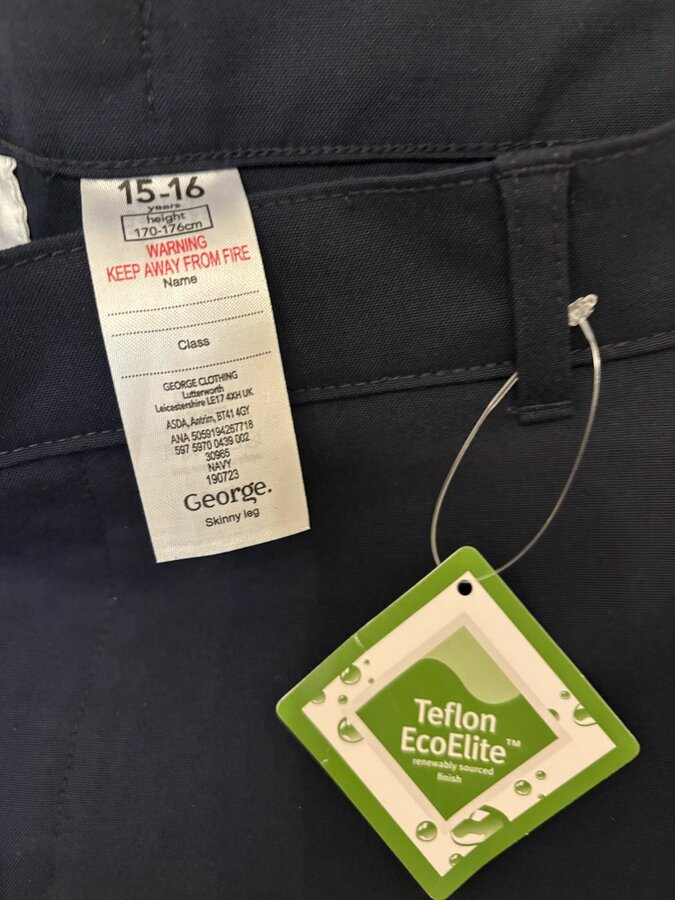 15-16
years
height
170-176cm
WARNING
KEEP AWAY FROM FIRE
Name
Class
GEORGE CLOTHING
Lutterworth
Leicestershire LE17 4XH UK
ASDA, Antrim, BT41 4GY
ANA 5059194267718
597 5970 0439 002
30965
NAVY
190723
George.
Skinny leg
Teflon
EcoElite™
renewably sourced
finish